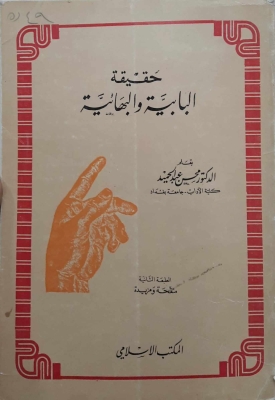 حقيقة
البابية والبهائية
بقلم
الدكتور محسن عبد الحميد
كلية الآداب - جامعة بغداد
الطبعة الثانية
منقحة ومزيدة
المكتب الإسلامي